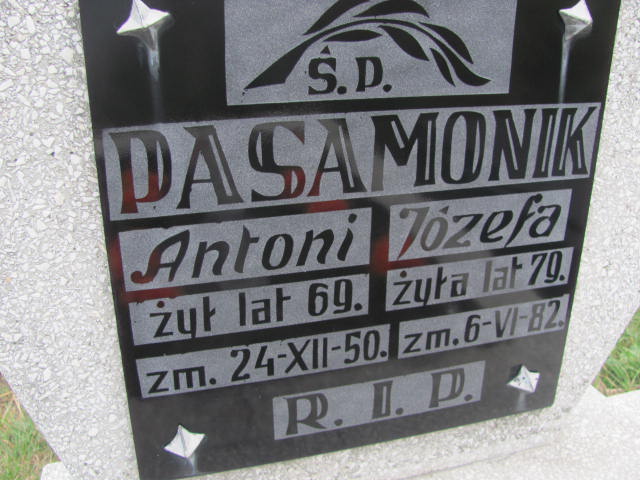 Ś.P.
PASAMONIK
Antoni Józefa
żył lat 69. żyła lat 79.
zm. 24-XII-50. zm. 6-VI-82.
R. I. P.